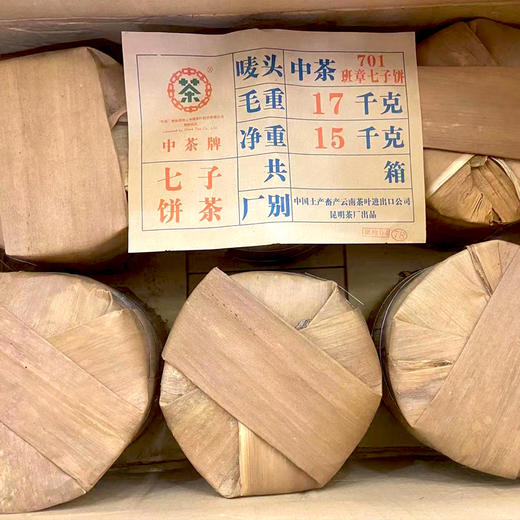 唛头 中茶 701
班章七子饼
毛重 17 千克
净重 15 千克
共 箱
厂别 中国土产畜产云南茶叶进出口公司
昆明茶厂出品
茶
中茶牌
七子
饼茶